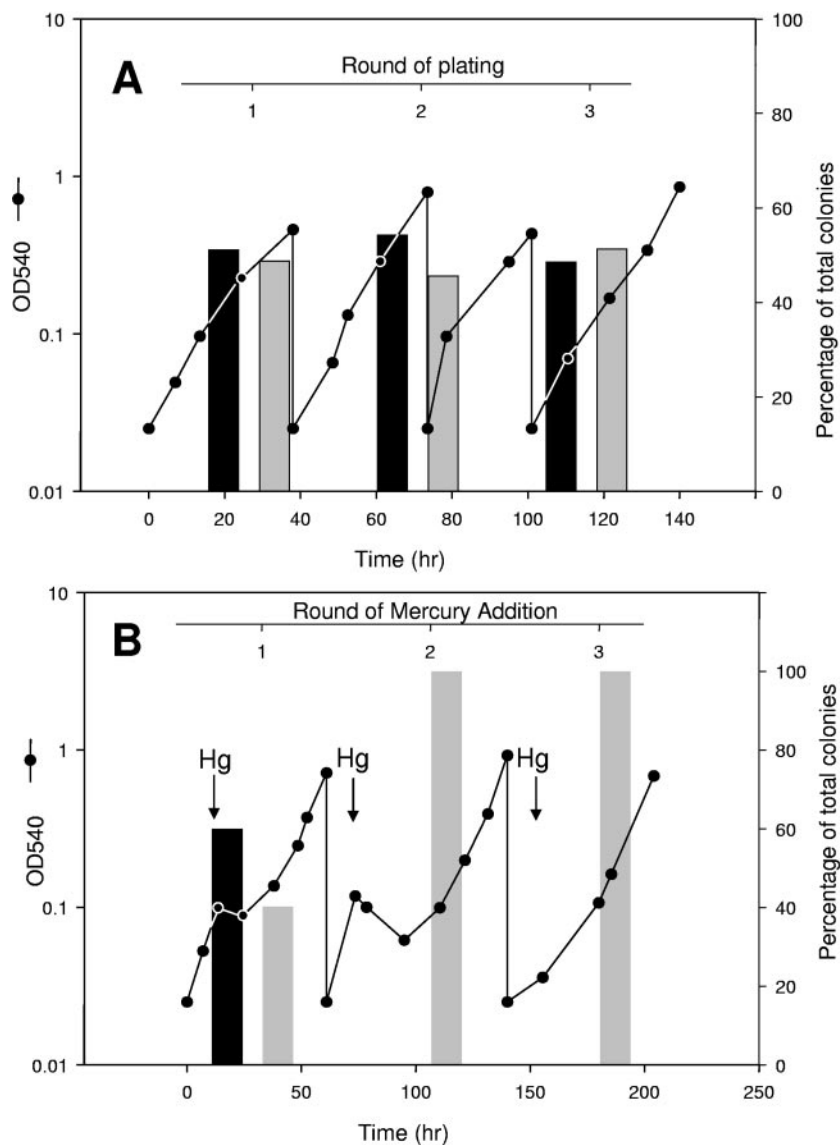 A
Round of plating
1 2 3
10
1
0.1
0.01
OD540
100
80
60
40
20
0
Percentage of total colonies
0 20 40 60 80 100 120 140
Time (hr)
B
Round of Mercury Addition
1 2 3
Hg Hg Hg
10
1
0.1
0.01
OD540
100
80
60
40
20
0
Percentage of total colonies
0 50 100 150 200 250
Time (hr)